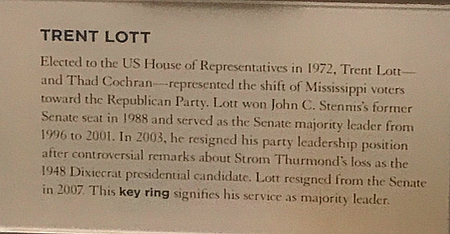 TRENT LOTT
Elected to the US House of Representatives in 1972, Trent Lott—
and Thad Cochran—represented the shift of Mississippi voters
toward the Republican Party. Lott won John C. Stennis's former
Senate seat in 1988 and served as the Senate majority leader from
1996 to 2001. In 2003, he resigned his party leadership position
after controversial remarks about Strom Thurmond's loss as the
1948 Dixiecrat presidential candidate. Lott resigned from the Senate
in 2007. This key ring signifies his service as majority leader.